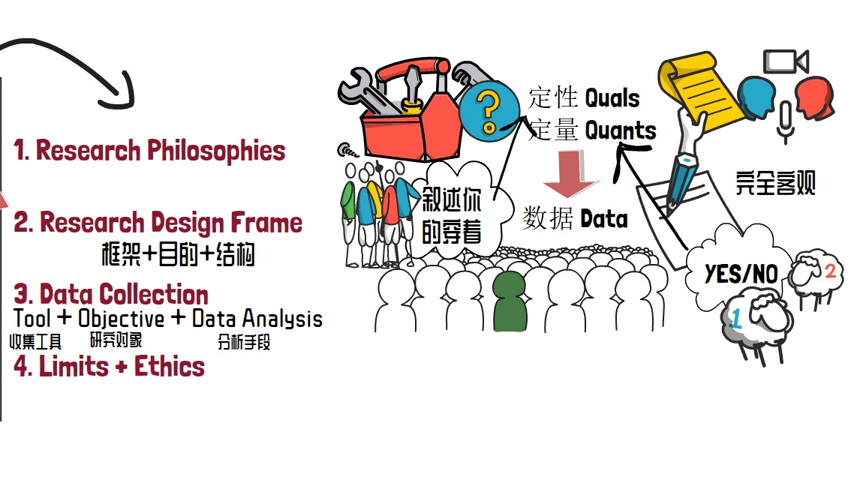 1. Research Philosophies
2. Research Design Frame
框架+目的+结构
3. Data Collection
Tool + Objective + Data Analysis
收集工具 研究对象 分析手段
4. Limits + Ethics
?
定性 Quals
定量 Quants
数据 Data
叙述你
的穿着
完全客观
YES/NO
1
2